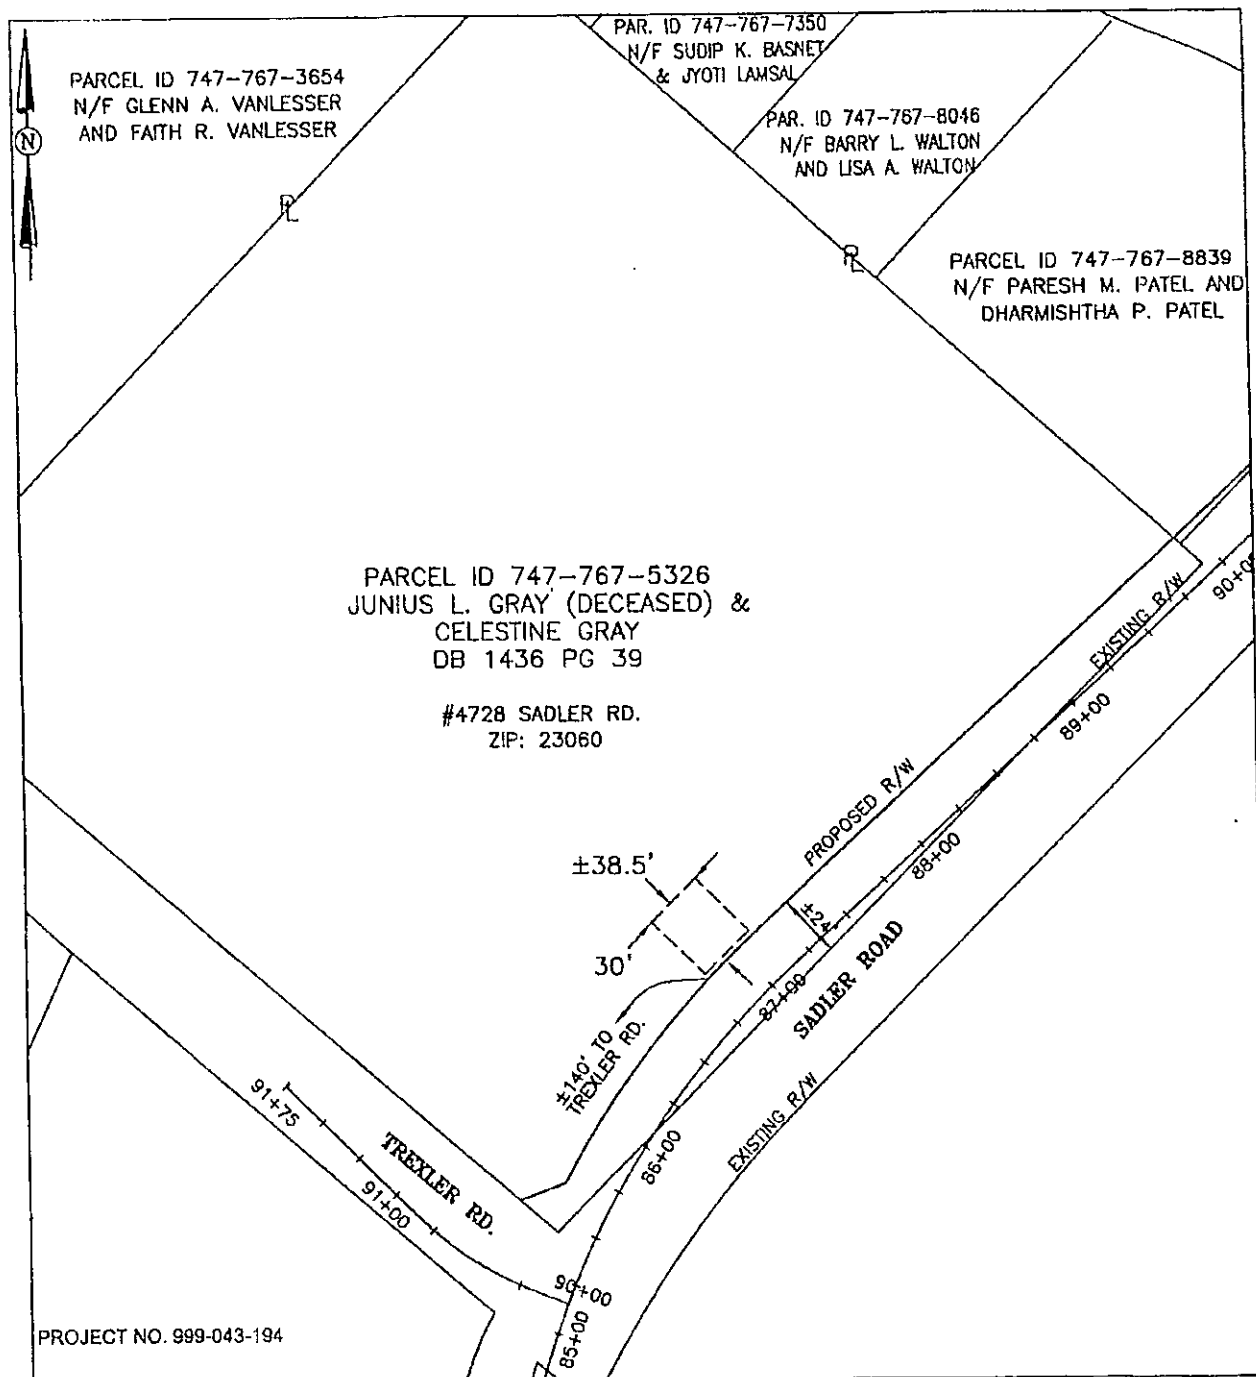 PAR. ID 747-767-7350
N/F SUDIP K. BASNET
& JYOTI LAMSAL
PARCEL ID 747-767-3654
N/F GLENN A. VANLESSER
AND FAITH R. VANLESSER
N
PAR. ID 747-767-8046
N/F BARRY L. WALTON
AND LISA A. WALTON
PL
PL
PARCEL ID 747-767-8839
N/F PARESH M. PATEL AND
DHARMISHTHA P. PATEL
PARCEL ID 747-767-5326
JUNIUS L. GRAY (DECEASED) &
CELESTINE GRAY
DB 1436 PG 39
#4728 SADLER RD.
ZIP: 23060
EXISTING R/W
90+00
89+00
PROPOSED R/W
88+00
±38.5'
±24'
30'
87+00
SADLER ROAD
±140' TO
TREXLER RD.
EXISTING R/W
86+00
91+75
TREXLER RD.
91+00
90+00
85+00
PROJECT NO. 999-043-194